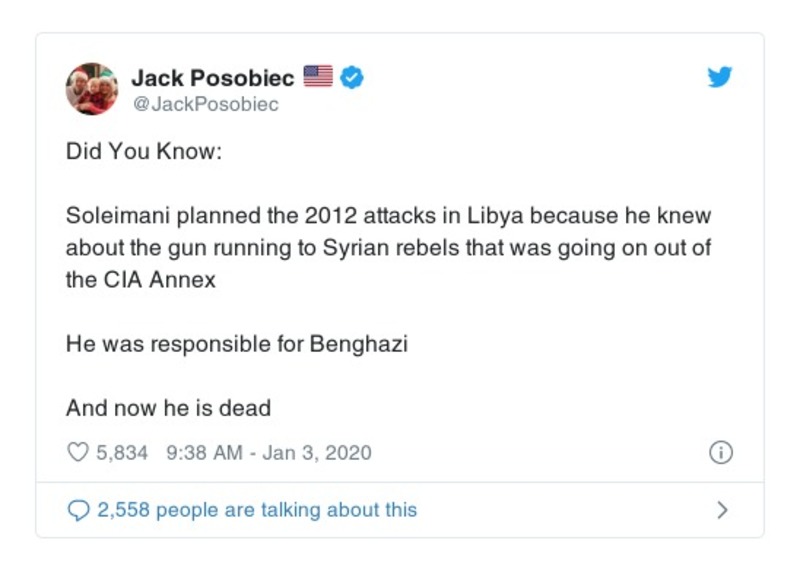 Jack Posobiec 🇺🇸
@JackPosobiec
Did You Know:
Soleimani planned the 2012 attacks in Libya because he knew
about the gun running to Syrian rebels that was going on out of
the CIA Annex
He was responsible for Benghazi
And now he is dead
5,834 9:38 AM - Jan 3, 2020
2,558 people are talking about this